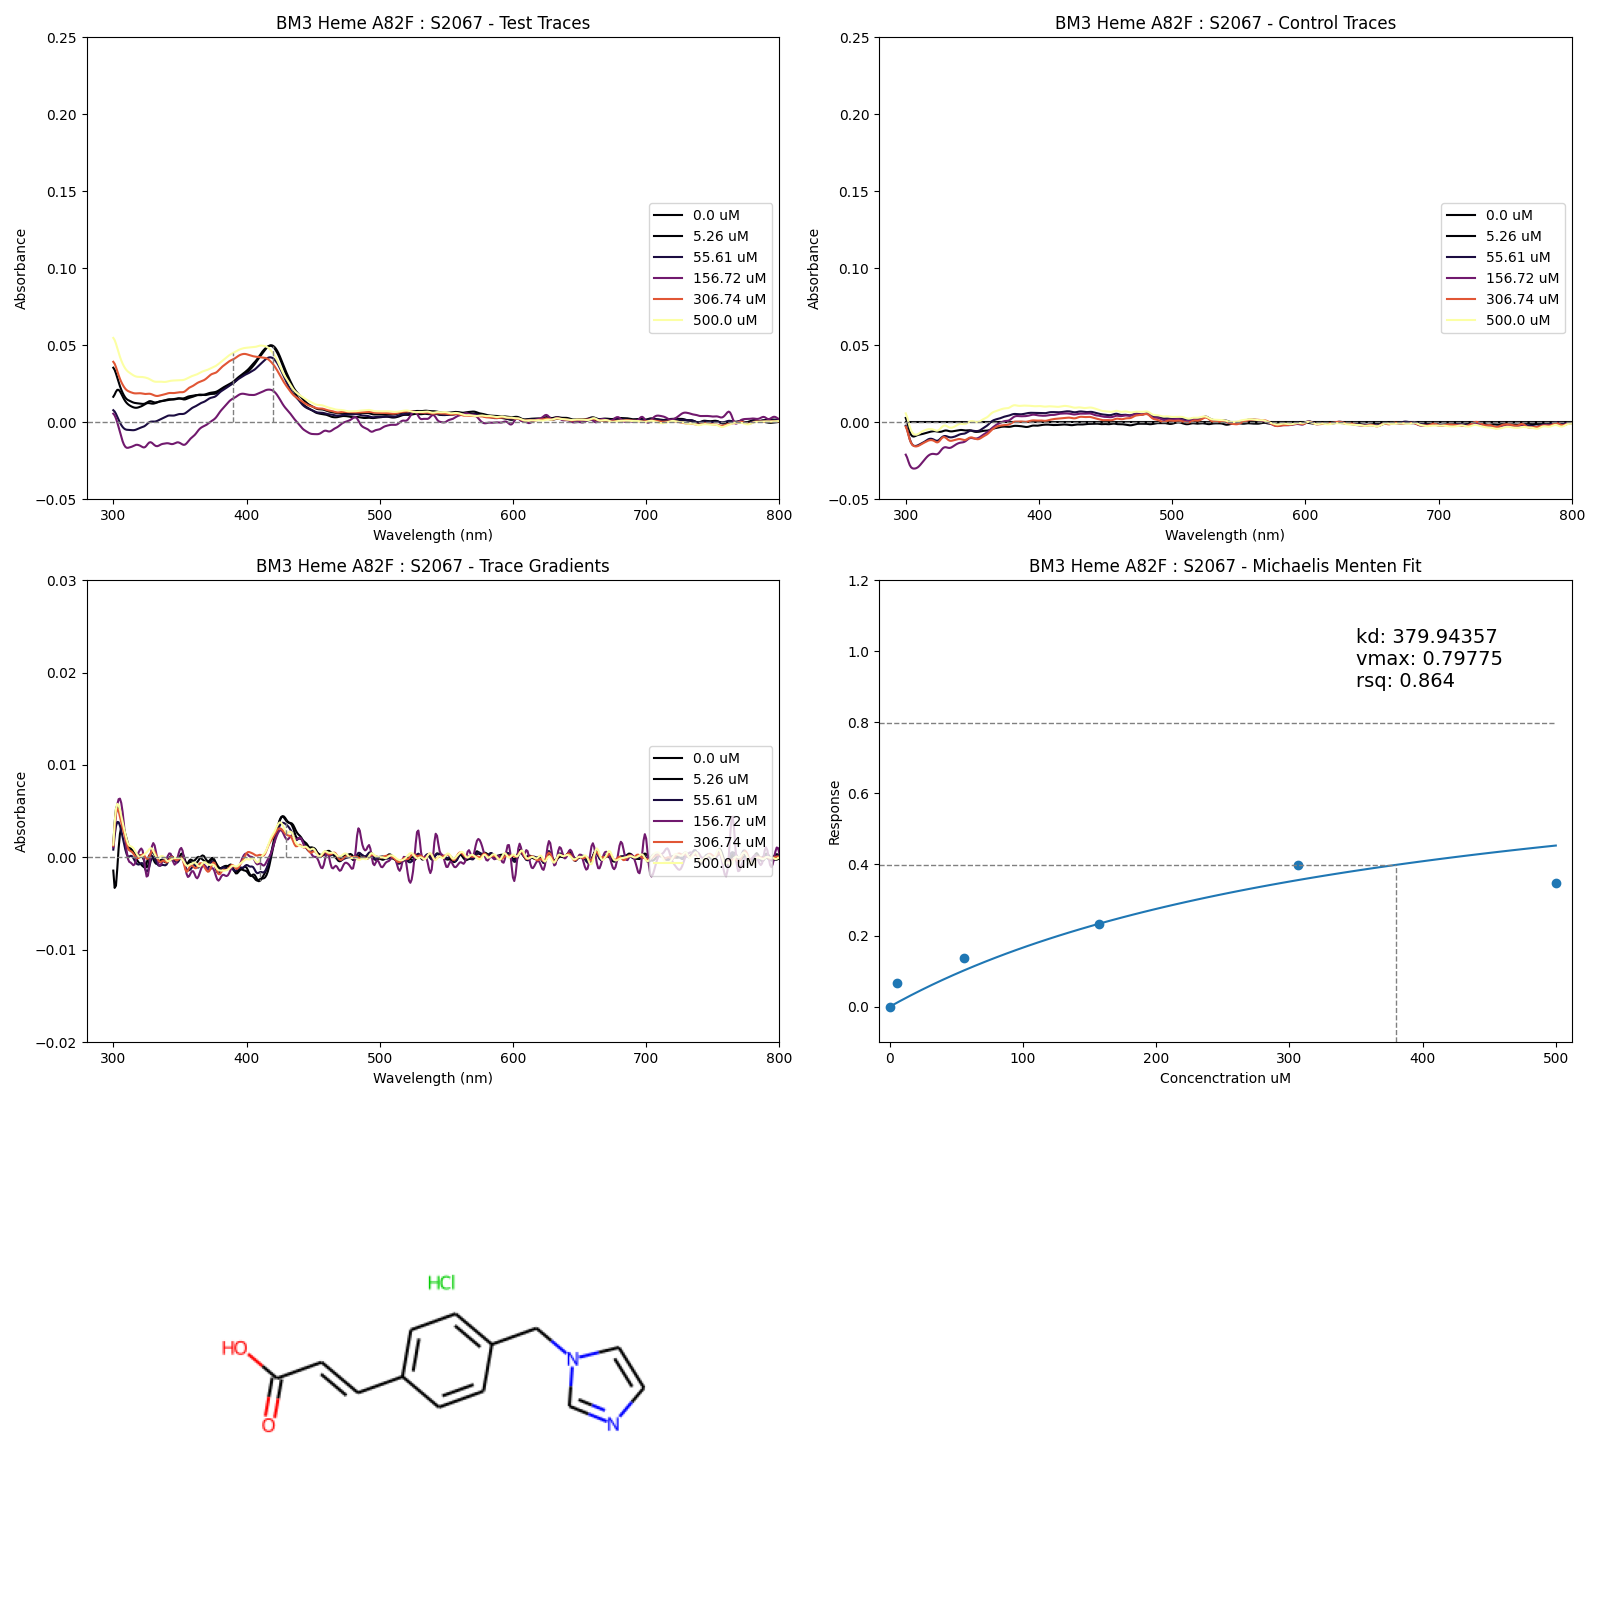 BM3 Heme A82F : S2067 - Test Traces
0.25
0.20
0.15
0.10
0.05
0.00
−0.05
Absorbance
300 400 500 600 700 800
Wavelength (nm)
0.0 uM
5.26 uM
55.61 uM
156.72 uM
306.74 uM
500.0 uM
BM3 Heme A82F : S2067 - Control Traces
0.25
0.20
0.15
0.10
0.05
0.00
−0.05
Absorbance
300 400 500 600 700 800
Wavelength (nm)
0.0 uM
5.26 uM
55.61 uM
156.72 uM
306.74 uM
500.0 uM
BM3 Heme A82F : S2067 - Trace Gradients
0.03
0.02
0.01
0.00
−0.01
−0.02
Absorbance
300 400 500 600 700 800
Wavelength (nm)
0.0 uM
5.26 uM
55.61 uM
156.72 uM
306.74 uM
500.0 uM
BM3 Heme A82F : S2067 - Michaelis Menten Fit
1.2
1.0
0.8
0.6
0.4
0.2
0.0
Response
0 100 200 300 400 500
Concenctration uM
kd: 379.94357
vmax: 0.79775
rsq: 0.864
HCl
HO
O
N
N